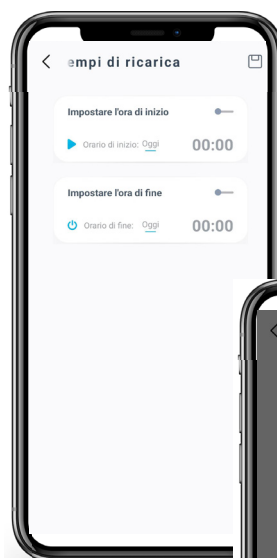 empi di ricarica
Impostare l'ora di inizio
Orario di inizio: Oggi 00:00
Impostare l'ora di fine
Orario di fine: Oggi 00:00